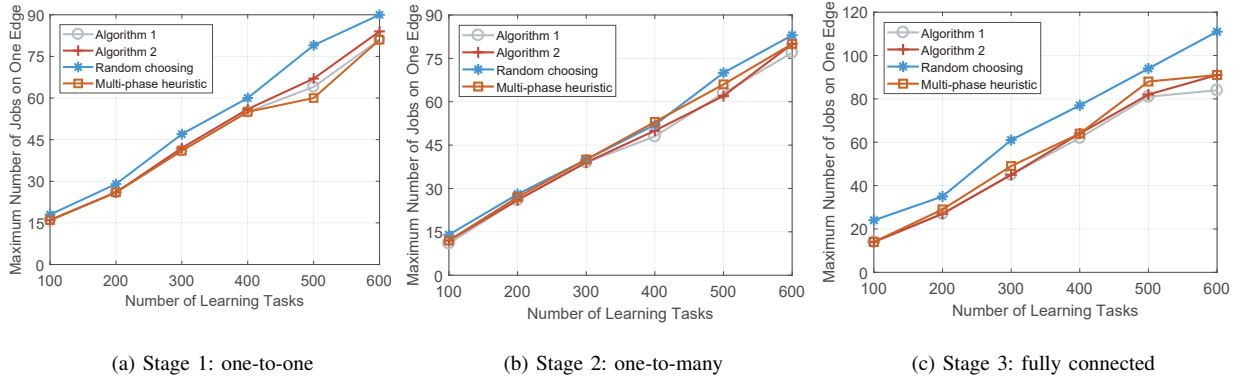 Maximum Number of Jobs on One Edge
90
75
60
45
30
15
0
100 200 300 400 500 600
Number of Learning Tasks
Algorithm 1
Algorithm 2
Random choosing
Multi-phase heuristic
(a) Stage 1: one-to-one
Maximum Number of Jobs on One Edge
90
75
60
45
30
15
0
100 200 300 400 500 600
Number of Learning Tasks
Algorithm 1
Algorithm 2
Random choosing
Multi-phase heuristic
(b) Stage 2: one-to-many
Maximum Number of Jobs on One Edge
120
100
80
60
40
20
0
100 200 300 400 500 600
Number of Learning Tasks
Algorithm 1
Algorithm 2
Random choosing
Multi-phase heuristic
(c) Stage 3: fully connected